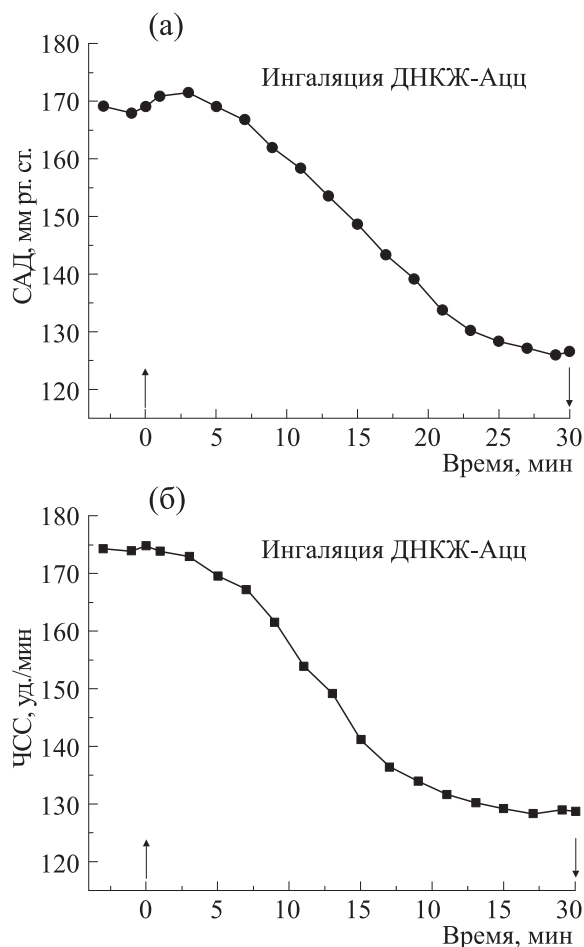 (а)
Ингаляция ДНКЖ-Ацц
САД, мм рт. ст.
180
170
160
150
140
130
120
0 5 10 15 20 25 30
Время, мин
(б)
Ингаляция ДНКЖ-Ацц
ЧСС, уд./мин
180
170
160
150
140
130
120
0 5 10 15 20 10 15 30
Время, мин